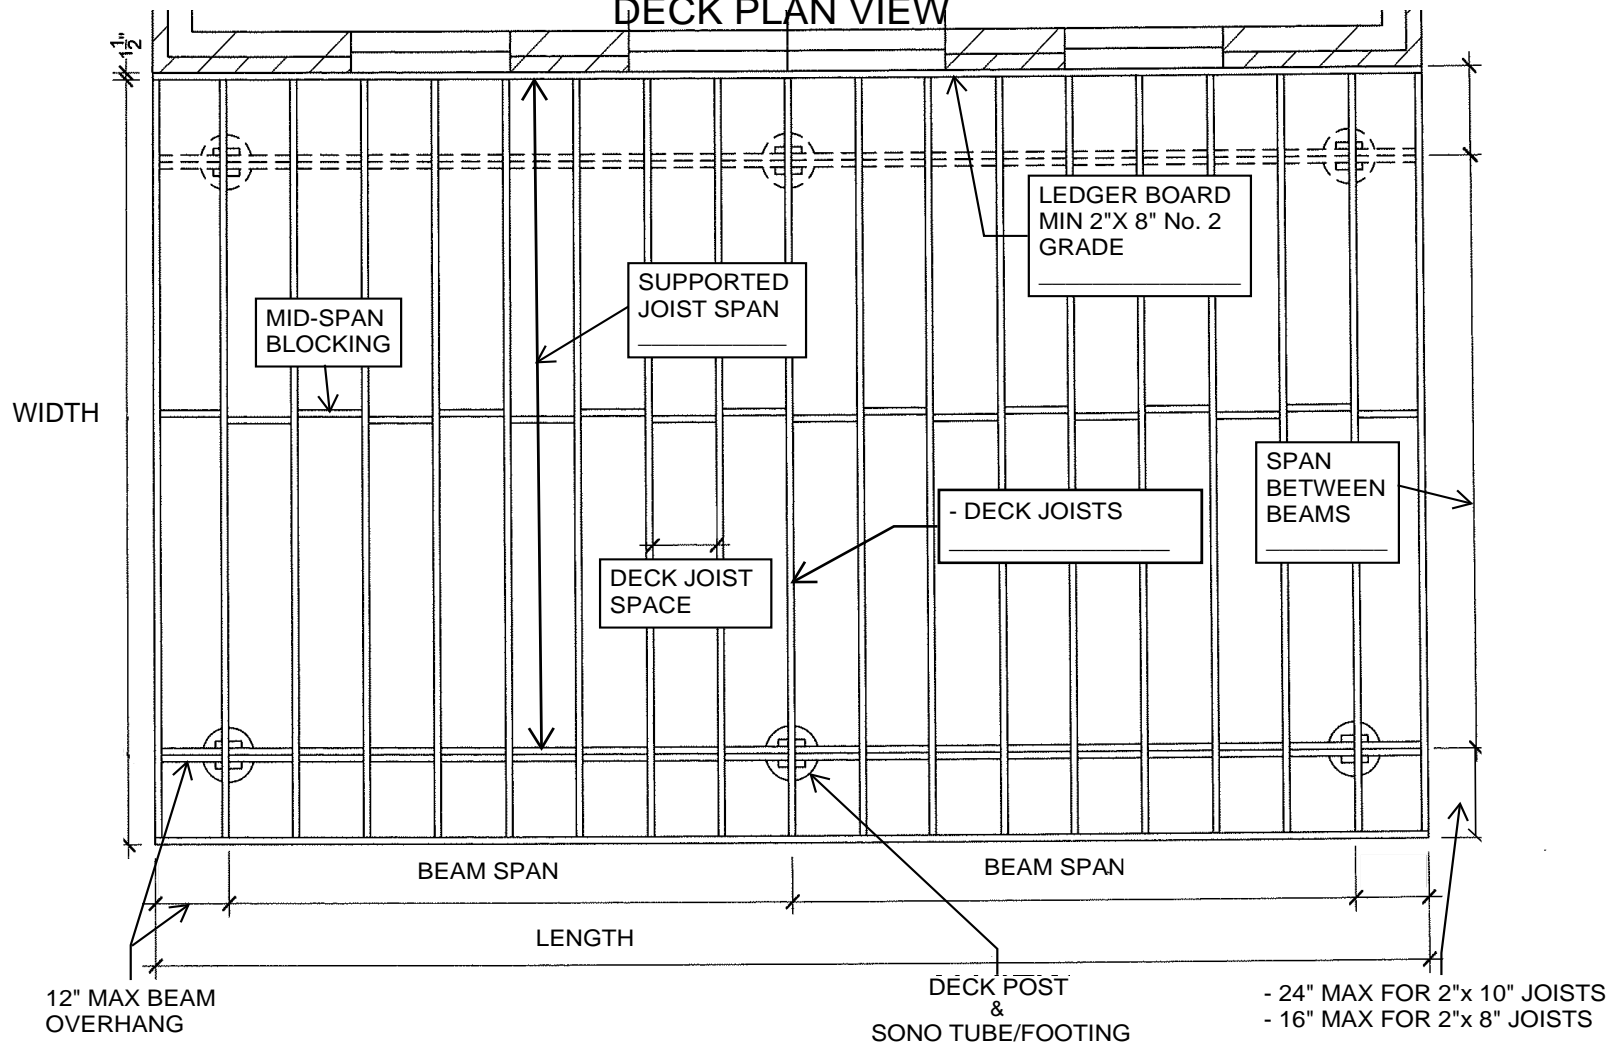 DECK PLAN VIEW
1 1/2"
LEDGER BOARD
MIN 2"X 8" No. 2
GRADE
SUPPORTED
JOIST SPAN
MID-SPAN
BLOCKING
WIDTH
SPAN
BETWEEN
BEAMS
- DECK JOISTS
DECK JOIST
SPACE
BEAM SPAN
BEAM SPAN
LENGTH
12" MAX BEAM
OVERHANG
DECK POST
&
SONO TUBE/FOOTING
- 24" MAX FOR 2"x 10" JOISTS
- 16" MAX FOR 2"x 8" JOISTS